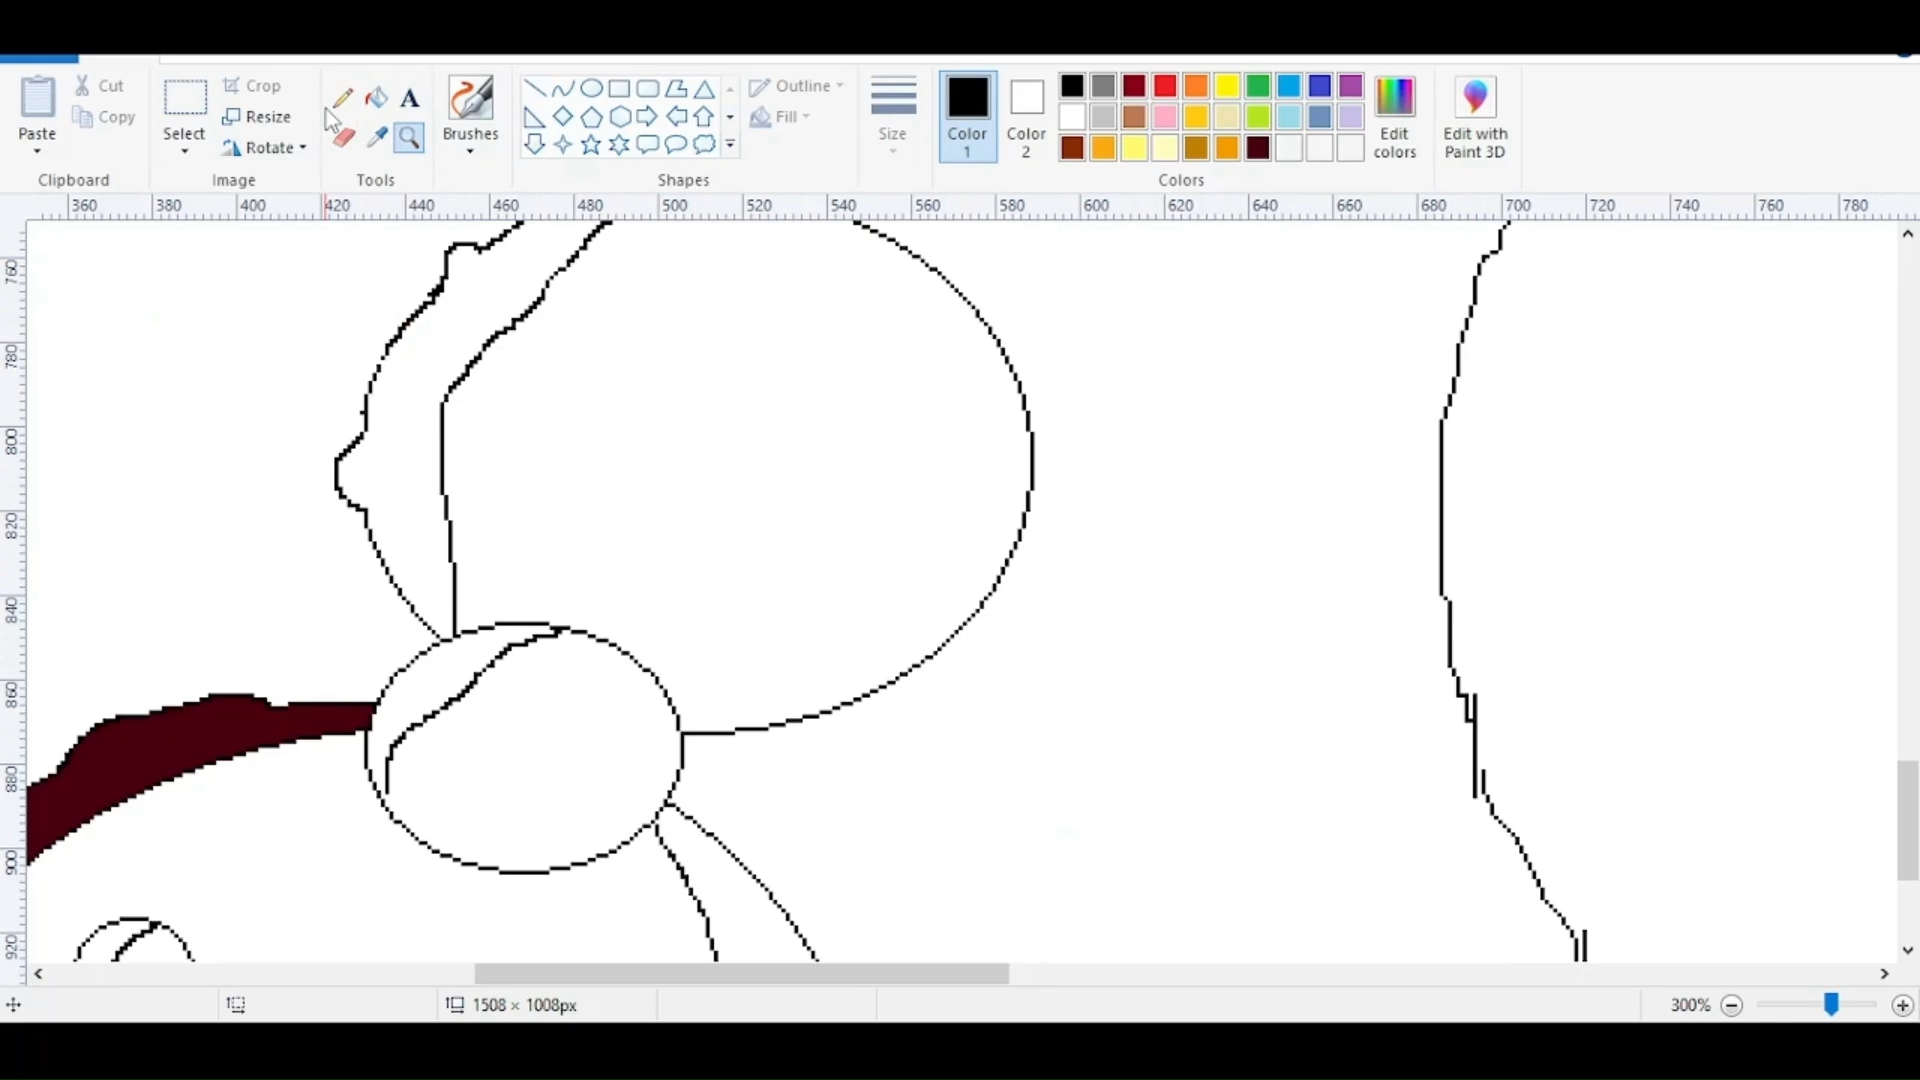 Paste
Cut
Copy
Clipboard
Select
Crop
Resize
Rotate
Image
A
Tools
Brushes
Outline
Fill
Shapes
Size
Color
1
Color
2
Edit
colors
Colors
Edit with
Paint 3D
360 380 400 420 440 460 480 500 520 540 560 580 600 620 640 660 680 700 720 740 760 780
760
780
800
820
840
860
880
900
920
1508 × 1008px
300%